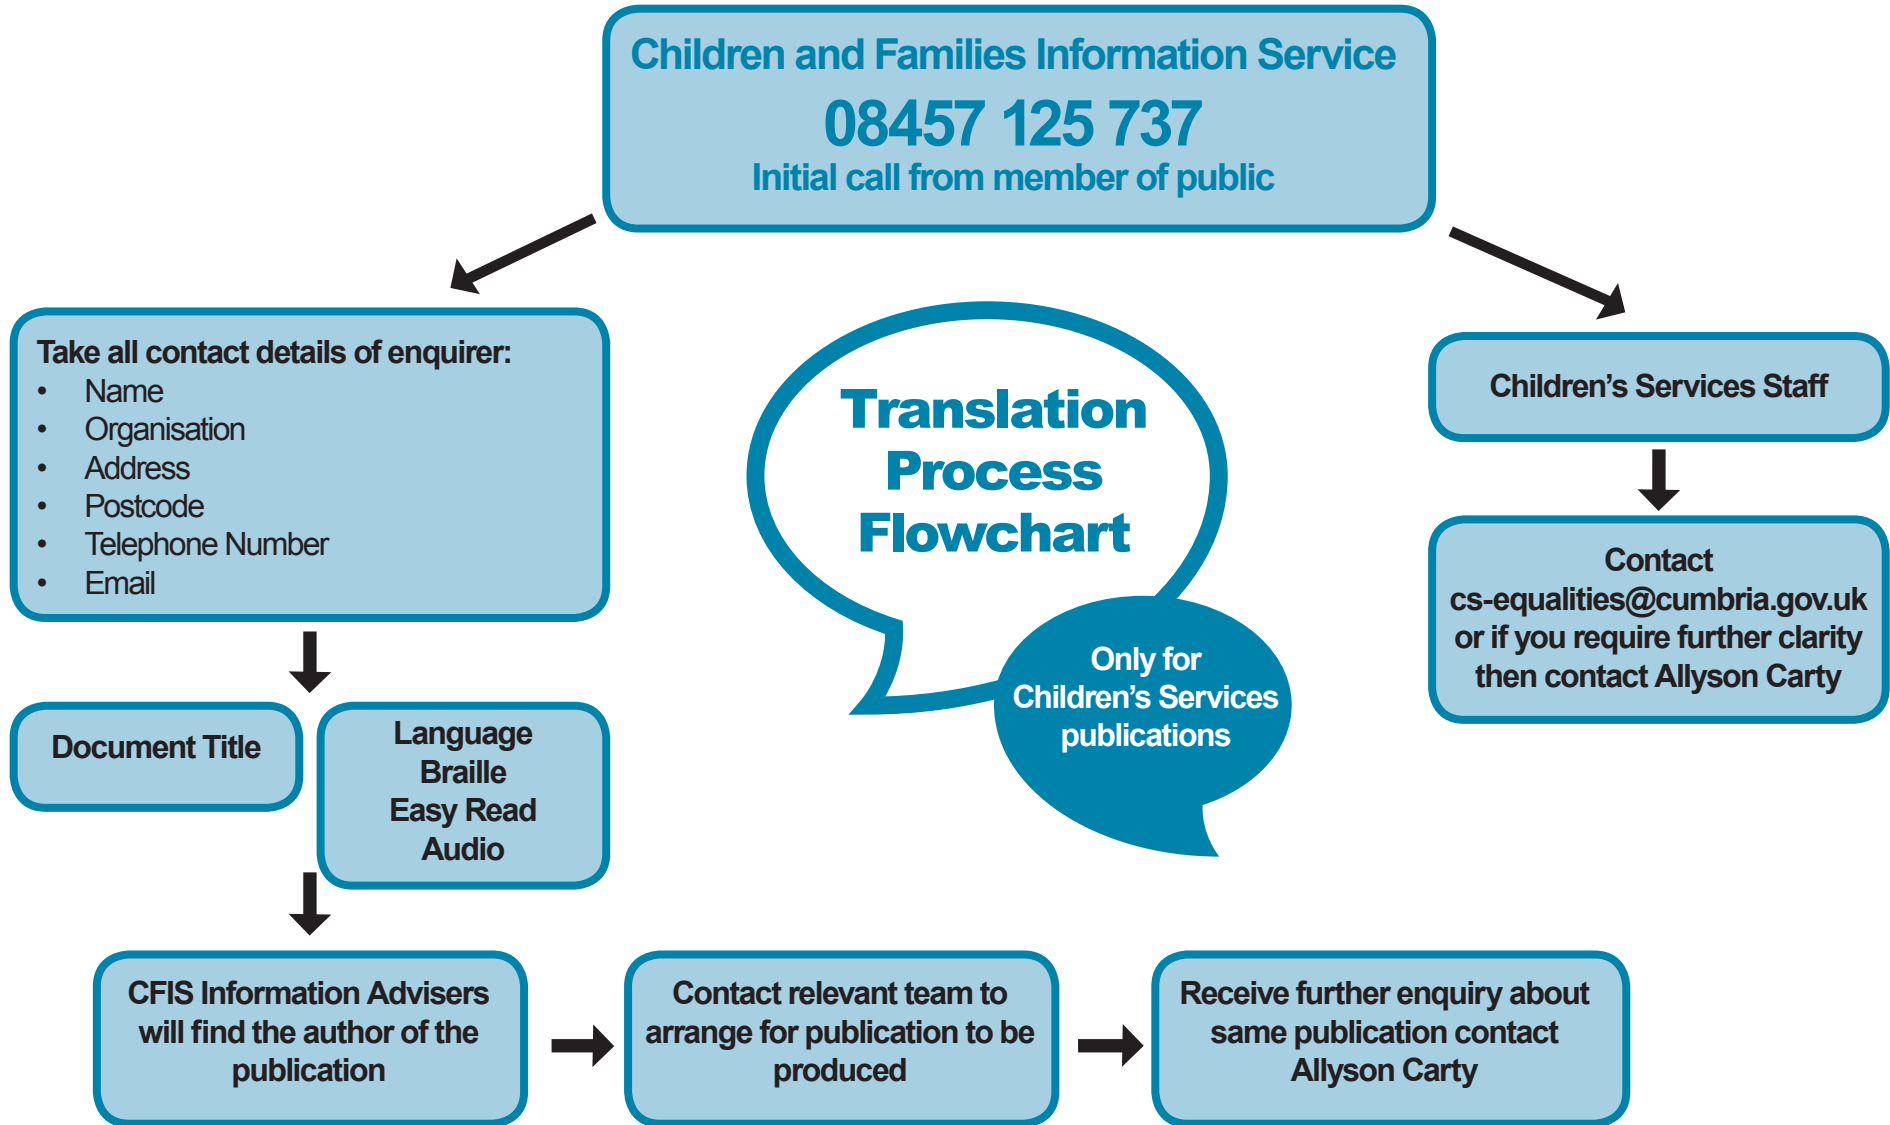 Children and Families Information Service
08457 125 737
Initial call from member of public
Take all contact details of enquirer:
• Name
• Organisation
• Address
• Postcode
• Telephone Number
• Email
Translation
Process
Flowchart
Only for
Children’s Services
publications
Children’s Services Staff
Contact
cs-equalities@cumbria.gov.uk
or if you require further clarity
then contact Allyson Carty
Document Title
Language
Braille
Easy Read
Audio
CFIS Information Advisers
will find the author of the
publication
Contact relevant team to
arrange for publication to be
produced
Receive further enquiry about
same publication contact
Allyson Carty